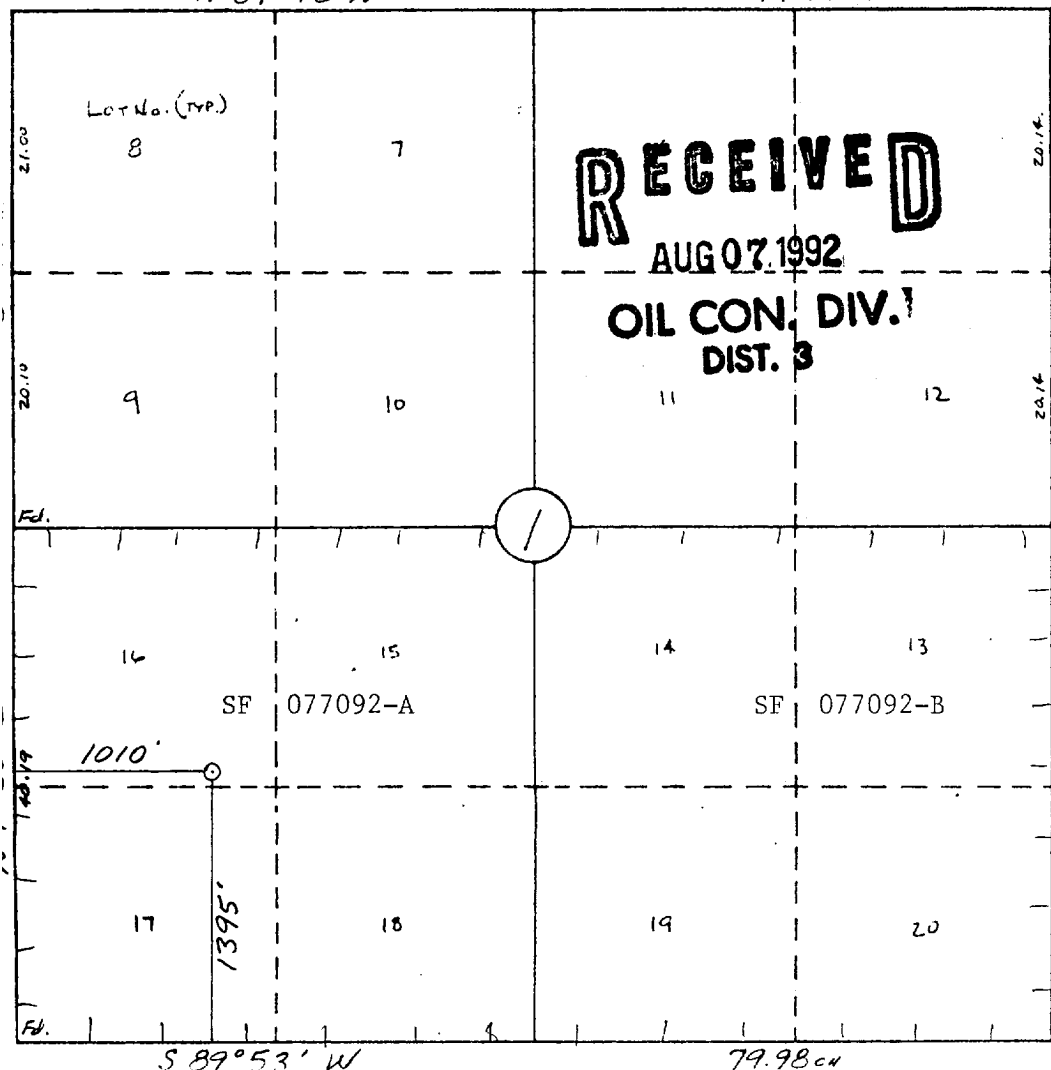 LOT No. (TYP.)
8
7
21.00
20.14
RECEIVED
AUG 07 1992
OIL CON. DIV.
DIST. 3
20.10
9
10
11
12
20.14
Fd.
1
16
15
14
13
SF 077092-A
SF 077092-B
1010'
40.19
1395'
17
18
19
20
Fd.
S 89°53' W
79.98 CH